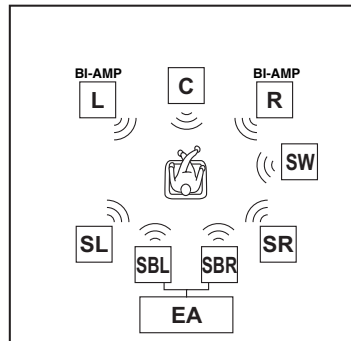 BI-AMP BI-AMP
L C R
SW
SL SR
SBL SBR
EA